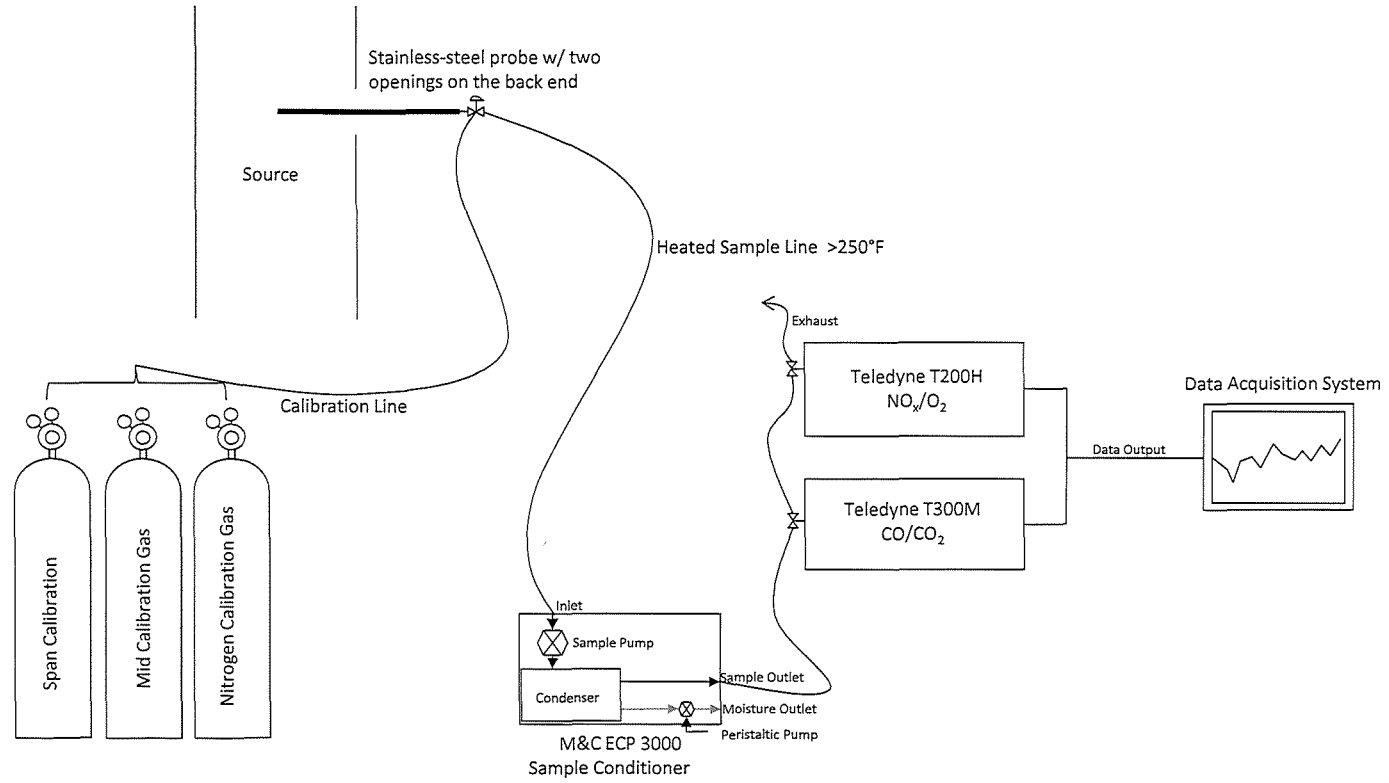 Stainless-steel probe w/ two
openings on the back end
Source
Heated Sample Line >250°F
Exhaust
Teledyne T200H
NOx/O2
Data Acquisition System
Calibration Line
Data Output
Teledyne T300M
CO/CO2
Span Calibration
Mid Calibration Gas
Nitrogen Calibration Gas
Inlet
Sample Pump
Condenser
Sample Outlet
Moisture Outlet
Peristaltic Pump
M&C ECP 3000
Sample Conditioner